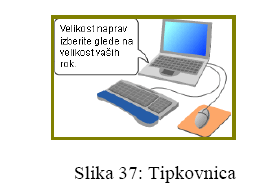 Velikost naprav
izberite glede na
velikost vaših
rok.
Slika 37: Tipkovnica